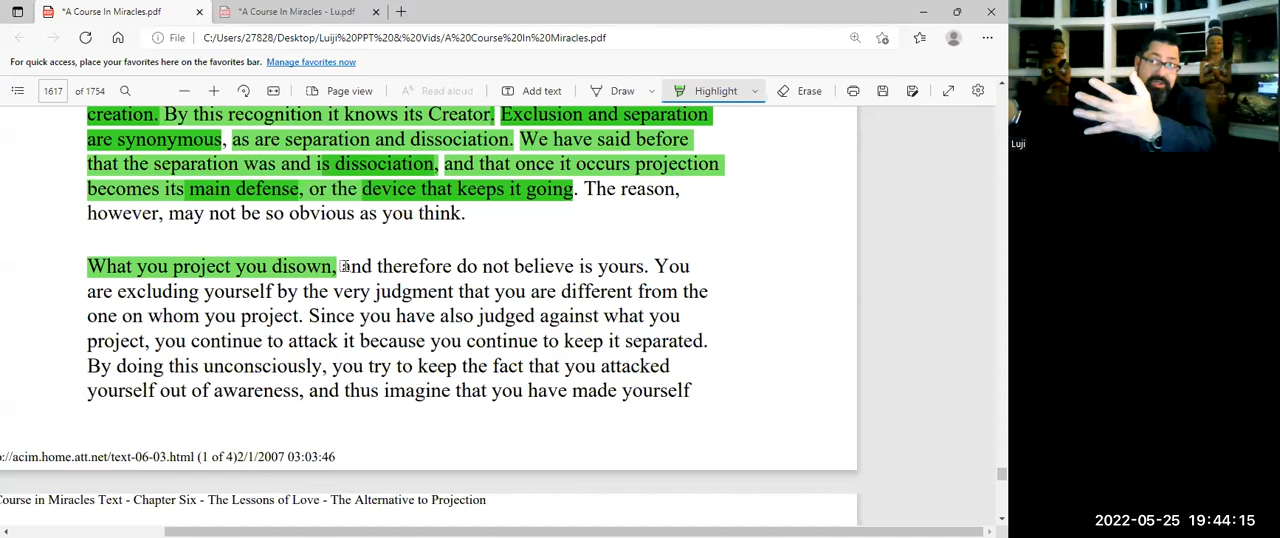 *A Course In Miracles.pdf
*A Course In Miracles - Lu.pdf
File
C:/Users/27828/Desktop/Luiji%20PPT%20&%20Vids/A%20Course%20In%20Miracles.pdf
For quick access, place your favorites here on the favorites bar. Manage favorites now
1617 of 1754
Page view
Read aloud
Add text
Draw
Highlight
Erase
creation. By this recognition it knows its Creator. Exclusion and separation
are synonymous, as are separation and dissociation. We have said before
that the separation was and is dissociation, and that once it occurs projection
becomes its main defense, or the device that keeps it going. The reason,
however, may not be so obvious as you think.
What you project you disown, and therefore do not believe is yours. You
are excluding yourself by the very judgment that you are different from the
one on whom you project. Since you have also judged against what you
project, you continue to attack it because you continue to keep it separated.
By doing this unconsciously, you try to keep the fact that you attacked
yourself out of awareness, and thus imagine that you have made yourself
://acim.home.att.net/text-06-03.html (1 of 4)2/1/2007 03:03:46
Course in Miracles Text - Chapter Six - The Lessons of Love - The Alternative to Projection
Luji
2022-05-25 19:44:15